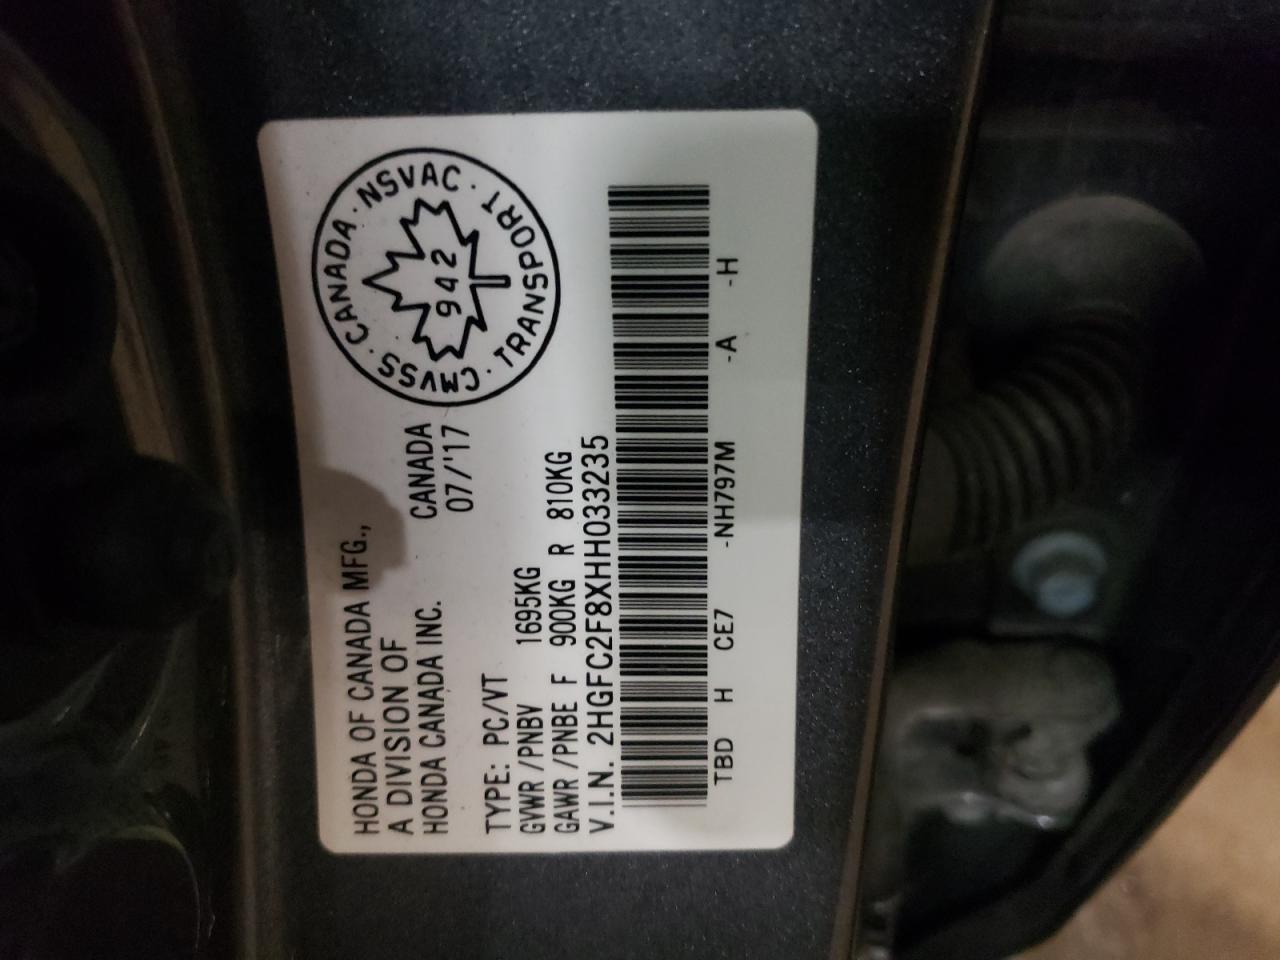 HONDA OF CANADA MFG.,
A DIVISION OF
HONDA CANADA INC.
CANADA
07/'17
CMVSS · CANADA · NSVAC · TRANSPORT ·
942
TYPE: PC/VT
GVWR/PNBV 1695KG
GAWR/PNBE F 900KG R 810KG
V.I.N. 2HGFC2F8XHH033235
TBD H CE7 -NH797M -A -H